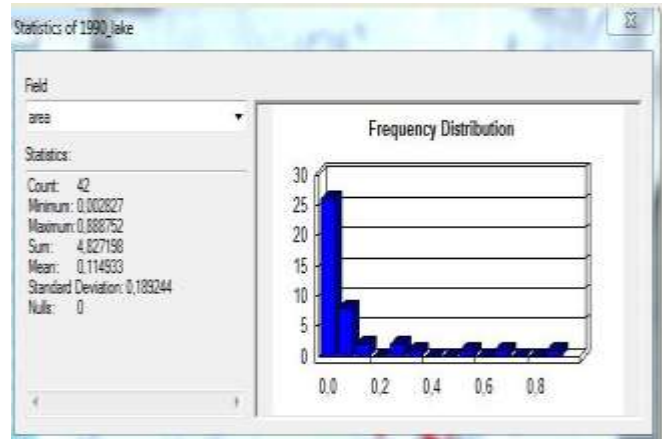 Statistics of 1990_lake
Field
area
Statistics:
Count: 42
Minimum: 0,002827
Maximum: 0,888752
Sum: 4,827198
Mean: 0,114933
Standard Deviation: 0,189244
Nulls: 0
Frequency Distribution
30
25
20
15
10
5
0
0,0 0,2 0,4 0,6 0,8